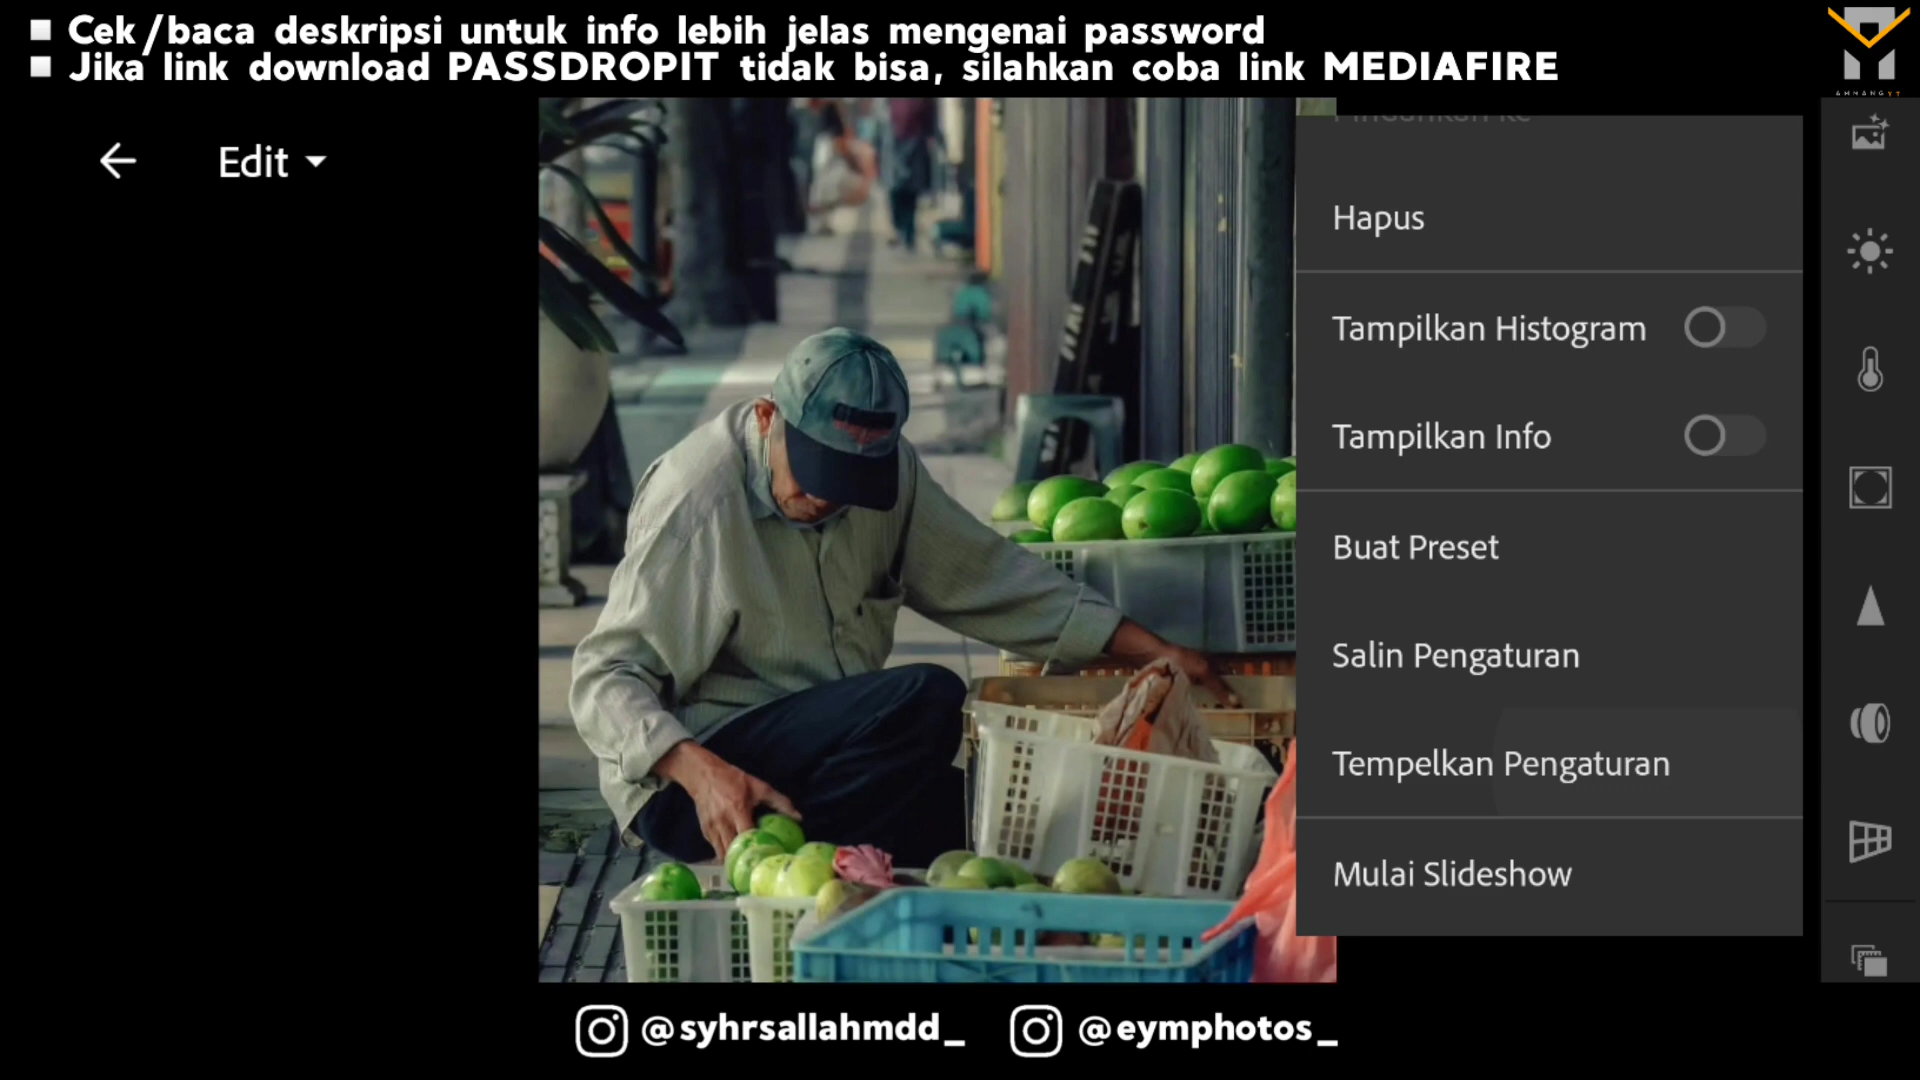 Cek/baca deskripsi untuk info lebih jelas mengenai password
Jika link download PASSDROPIT tidak bisa, silahkan coba link MEDIAFIRE
Edit
Hapus
Tampilkan Histogram
Tampilkan Info
Buat Preset
Salin Pengaturan
Tempelkan Pengaturan
Mulai Slideshow
@syhrsallahmdd_
@eymphotos_